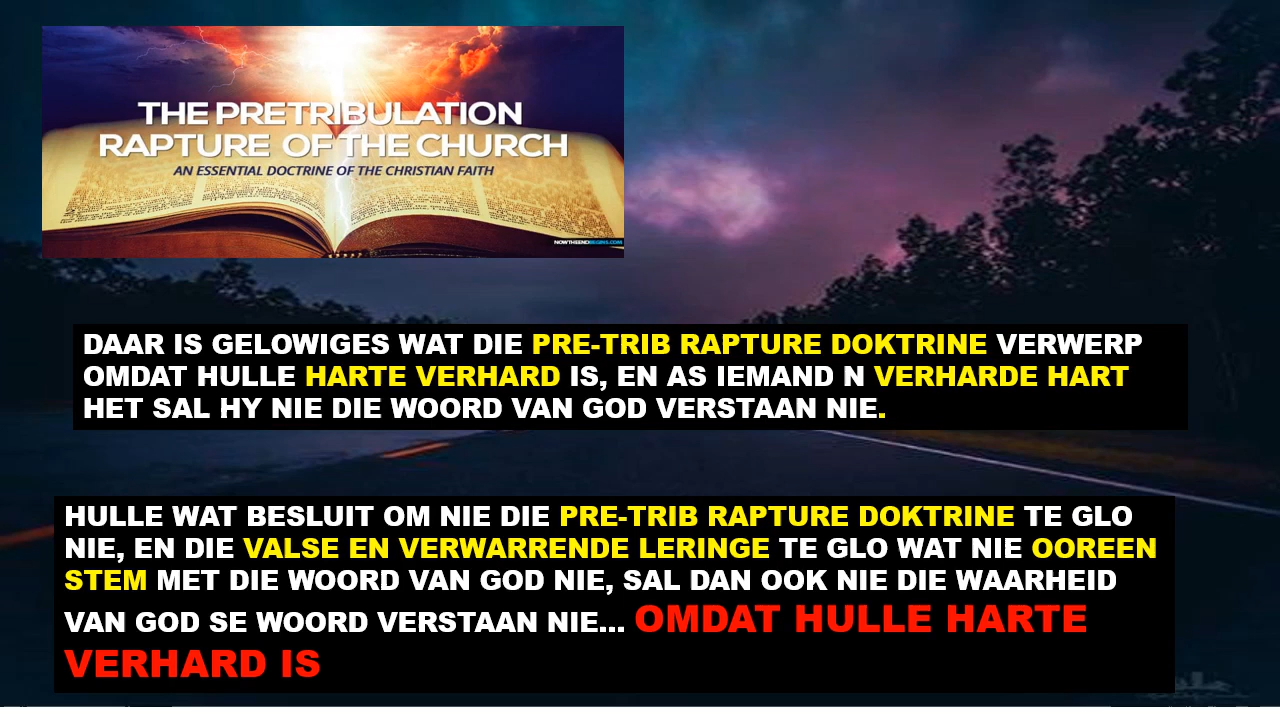 THE PRETRIBULATION
RAPTURE OF THE CHURCH
AN ESSENTIAL DOCTRINE OF THE CHRISTIAN FAITH
NOWTHEENDBEGINS.COM
DAAR IS GELOWIGES WAT DIE PRE-TRIB RAPTURE DOKTRINE VERWERP
OMDAT HULLE HARTE VERHARD IS, EN AS IEMAND N VERHARDE HART
HET SAL HY NIE DIE WOORD VAN GOD VERSTAAN NIE.
HULLE WAT BESLUIT OM NIE DIE PRE-TRIB RAPTURE DOKTRINE TE GLO
NIE, EN DIE VALSE EN VERWARRENDE LERINGE TE GLO WAT NIE OOREEN
STEM MET DIE WOORD VAN GOD NIE, SAL DAN OOK NIE DIE WAARHEID
VAN GOD SE WOORD VERSTAAN NIE... OMDAT HULLE HARTE
VERHARD IS